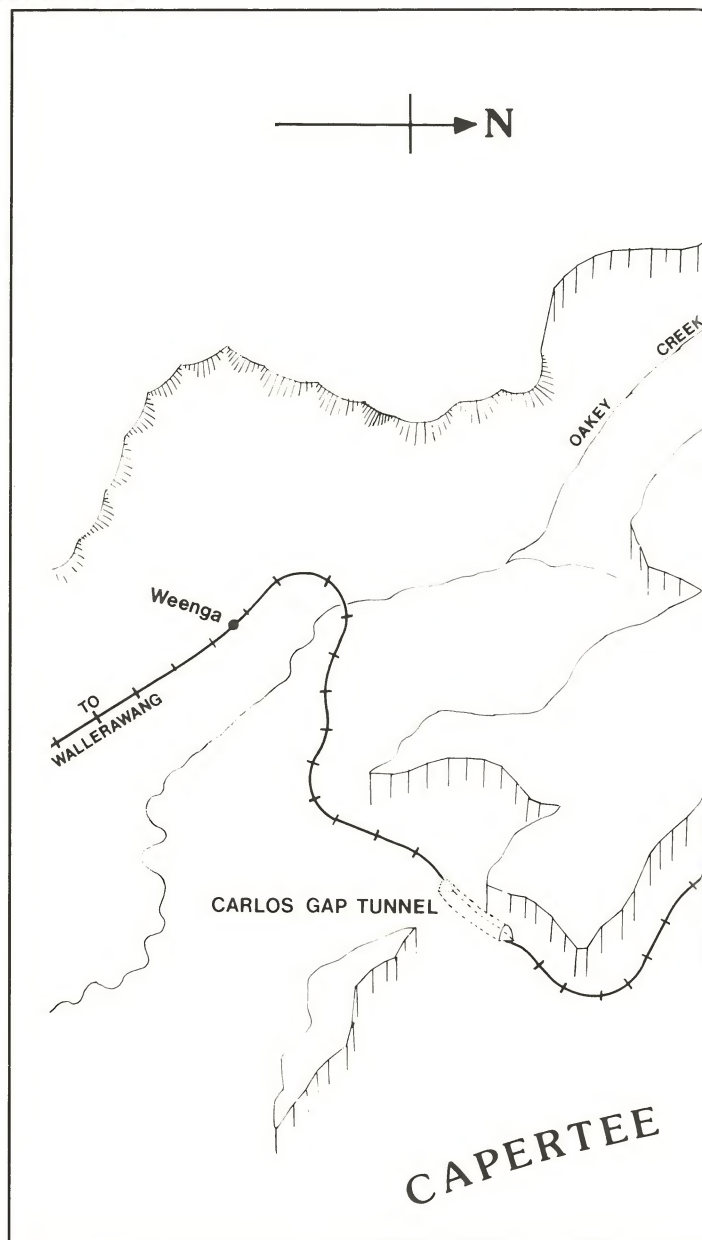 N
CREEK
OAKEY
Weenga
TO
WALLERAWANG
CARLOS GAP TUNNEL
CAPERTEE